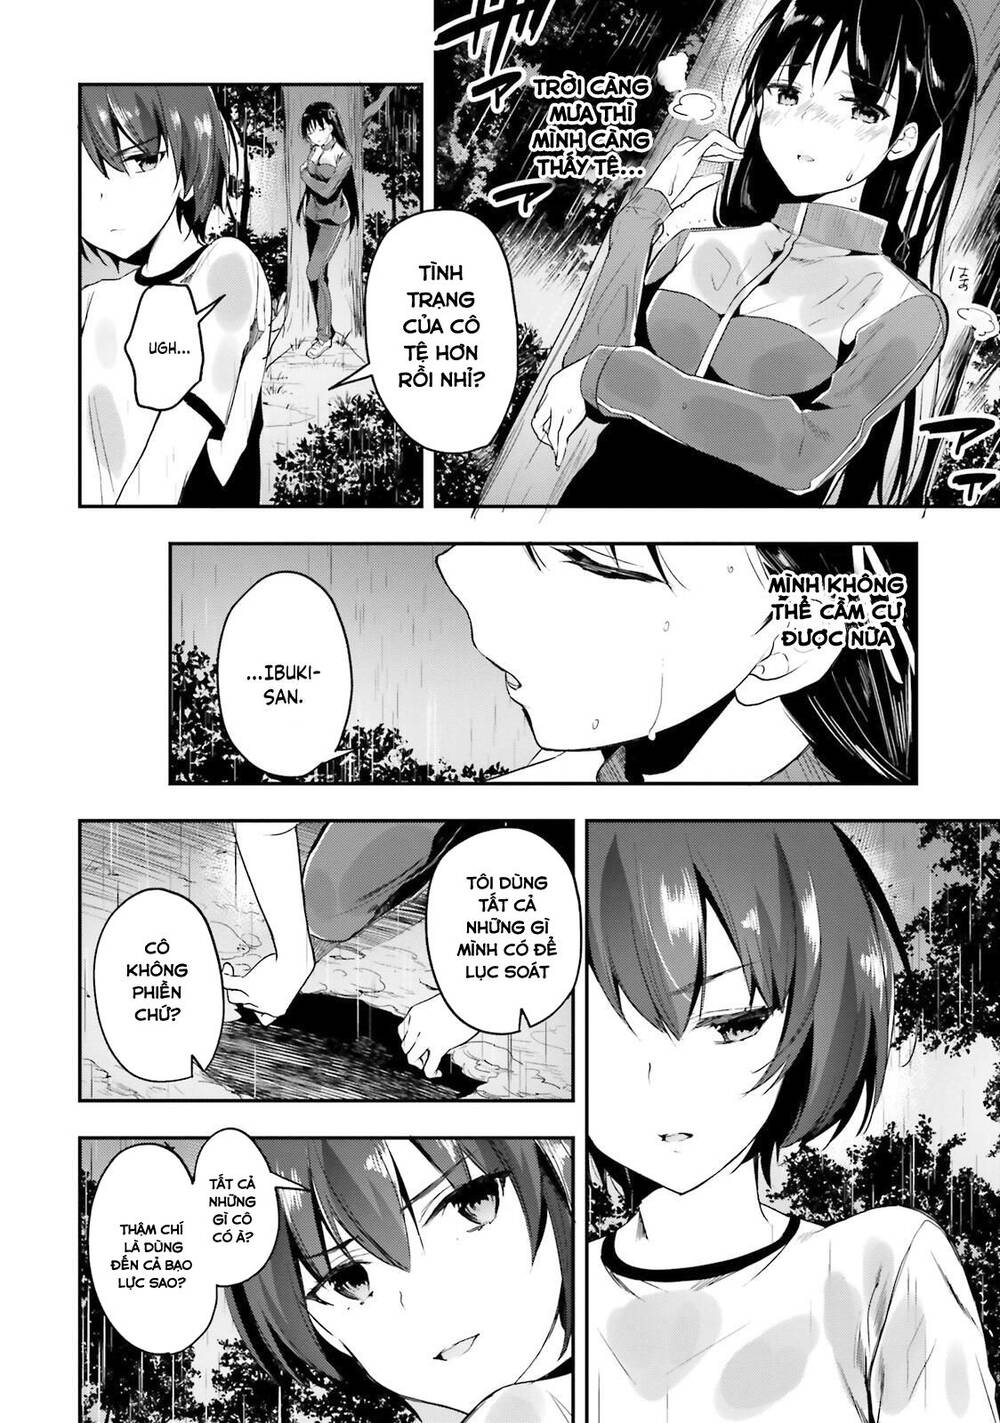 TRỜI CÀNG
MƯA THÌ
MÌNH CÀNG
THẤY TỆ...
はぁ
TÌNH
TRẠNG
CỦA CÔ
TỆ HƠN
RỒI NHỈ?
UGH...
MÌNH KHÔNG
THỂ CẦM CỰ
ĐƯỢC NỮA
...IBUKI-
SAN.
TÔI DÙNG
TẤT CẢ
NHỮNG GÌ
MÌNH CÓ ĐỂ
LỤC SOÁT
CÔ
KHÔNG
PHIỀN
CHỨ?
TẤT CẢ
NHỮNG
GÌ CÔ
CÓ À?
THẬM CHÍ
LÀ DÙNG
ĐẾN CẢ BẠO
LỰC SAO?